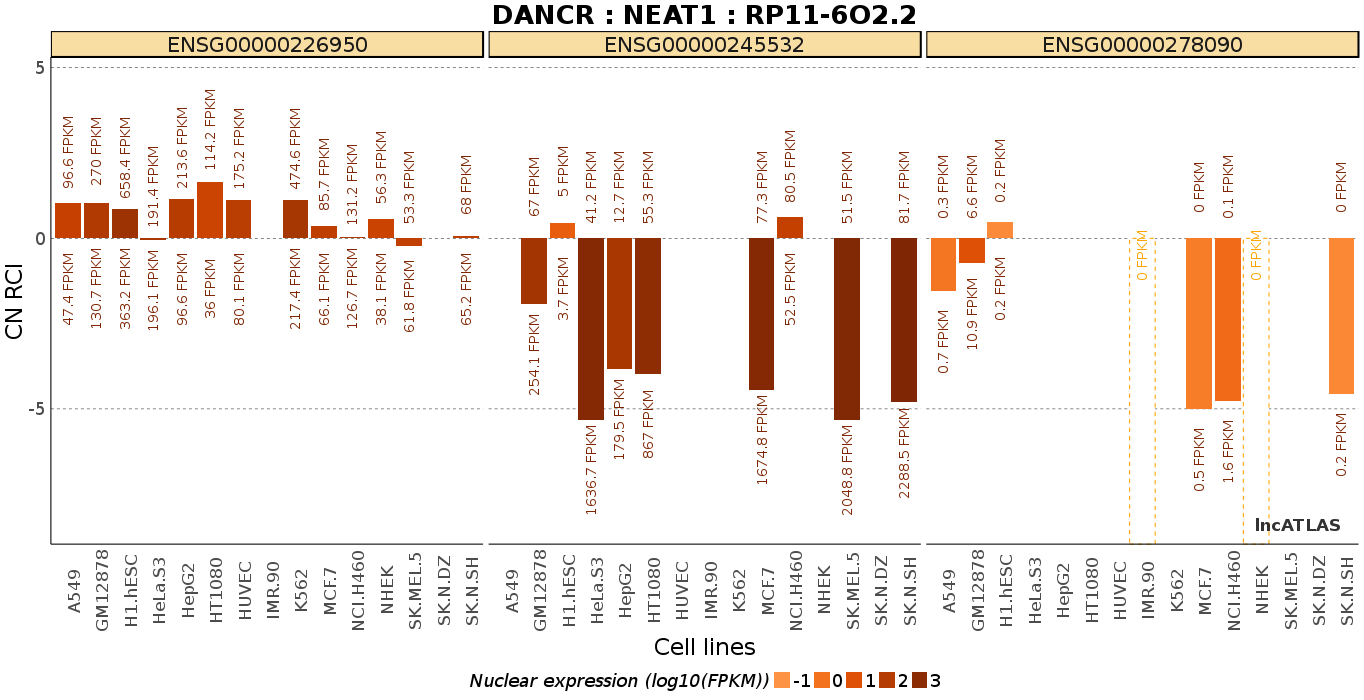 DANCR : NEAT1 : RP11-6O2.2
ENSG00000226950
ENSG00000245532
ENSG00000278090
CN RCI
5
0
-5
96.6 FPKM
270 FPKM
658.4 FPKM
191.4 FPKM
213.6 FPKM
114.2 FPKM
175.2 FPKM
474.6 FPKM
85.7 FPKM
131.2 FPKM
56.3 FPKM
53.3 FPKM
68 FPKM
47.4 FPKM
130.7 FPKM
363.2 FPKM
196.1 FPKM
96.6 FPKM
36 FPKM
80.1 FPKM
217.4 FPKM
66.1 FPKM
126.7 FPKM
38.1 FPKM
61.8 FPKM
65.2 FPKM
67 FPKM
5 FPKM
41.2 FPKM
12.7 FPKM
55.3 FPKM
77.3 FPKM
80.5 FPKM
51.5 FPKM
81.7 FPKM
254.1 FPKM
3.7 FPKM
1636.7 FPKM
179.5 FPKM
867 FPKM
1674.8 FPKM
52.5 FPKM
2048.8 FPKM
2288.5 FPKM
0.3 FPKM
6.6 FPKM
0.2 FPKM
0 FPKM
0.1 FPKM
0 FPKM
0.7 FPKM
10.9 FPKM
0.2 FPKM
0 FPKM
0.5 FPKM
1.6 FPKM
0 FPKM
0.2 FPKM
lncATLAS
A549
GM12878
H1.hESC
HeLa.S3
HepG2
HT1080
HUVEC
IMR.90
K562
MCF.7
NCI.H460
NHEK
SK.MEL.5
SK.N.DZ
SK.N.SH
A549
GM12878
H1.hESC
HeLa.S3
HepG2
HT1080
HUVEC
IMR.90
K562
MCF.7
NCI.H460
NHEK
SK.MEL.5
SK.N.DZ
SK.N.SH
A549
GM12878
H1.hESC
HeLa.S3
HepG2
HT1080
HUVEC
IMR.90
K562
MCF.7
NCI.H460
NHEK
SK.MEL.5
SK.N.DZ
SK.N.SH
Cell lines
Nuclear expression (log10(FPKM)) -1 0 1 2 3